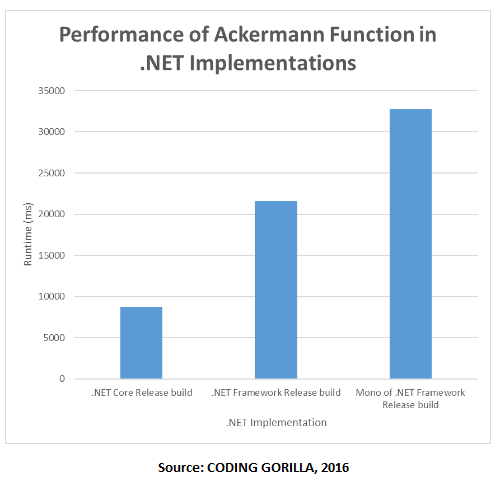 Performance of Ackermann Function in
.NET Implementations
35000
30000
25000
20000
15000
10000
5000
0
Runtime (ms)
.NET Core Release build
.NET Framework Release build
Mono of .NET Framework
Release build
.NET Implementation
Source: CODING GORILLA, 2016